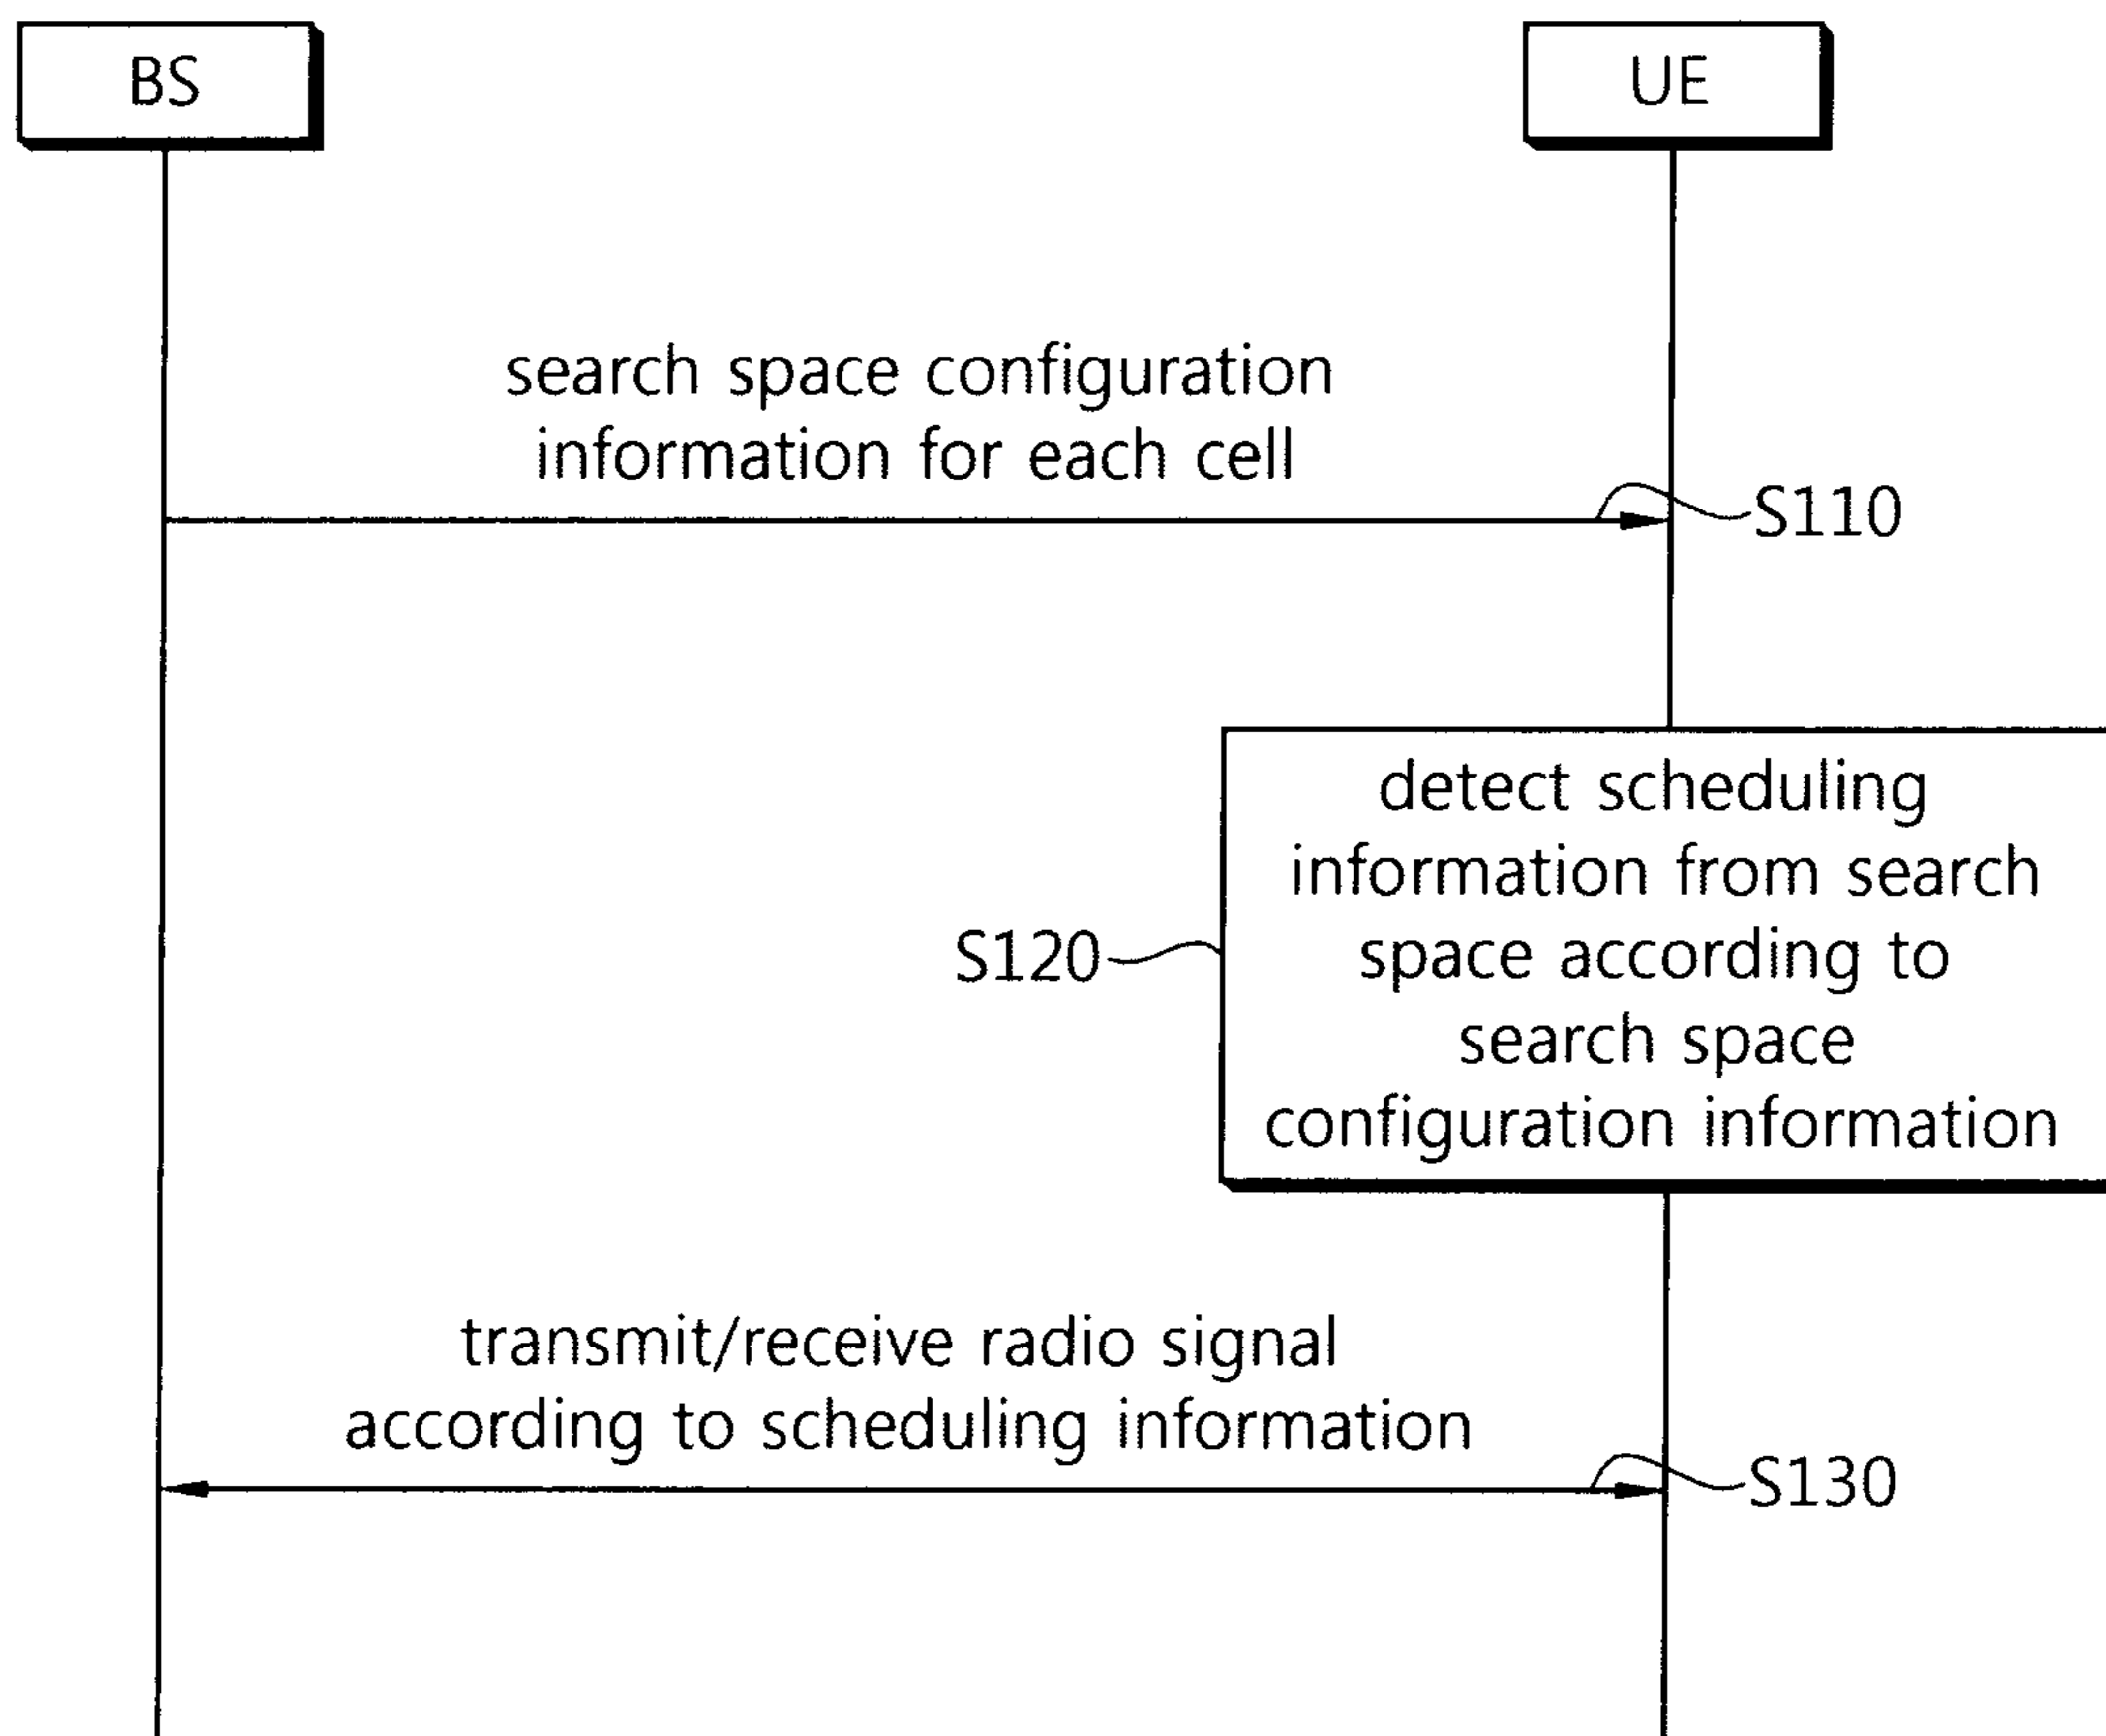 BS
UE
search space configuration
information for each cell
S110
detect scheduling
information from search
space according to
search space
configuration information
S120
transmit/receive radio signal
according to scheduling information
S130